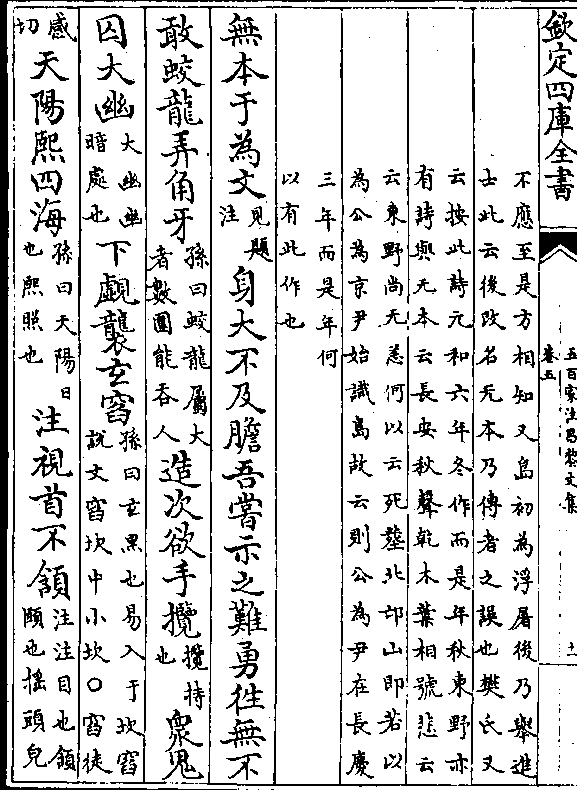 欽定四庫全書
五百家注昌黎文集
卷五
十一
不應至是方相知又島初為浮屠後乃舉進
士此云後改名无本乃傳者之誤也樊氏又
云按此詩元和六年冬作而是年秋東野亦
有詩與无本云長安秋聲乾木葉相號悲云
云東野尚无恙何以云死葬北邙山即若以
為公為京尹始識島故云則公為尹在長慶
三年而是年何
以有此作也
無本于為文見題注身大不及膽吾嘗示之難勇往無不
敢蛟龍弄角牙孫曰蛟龍屬大者數圍能吞人造次欲手攬攬持也衆鬼
囚大幽大幽幽暗處也下覷襲玄窞孫曰玄黑也易入于坎窞說文窞坎中小坎○窞徒
感切天陽熙四海孫曰天陽日也熙照也注視首不頷注注目也頷頤也搖頭皃